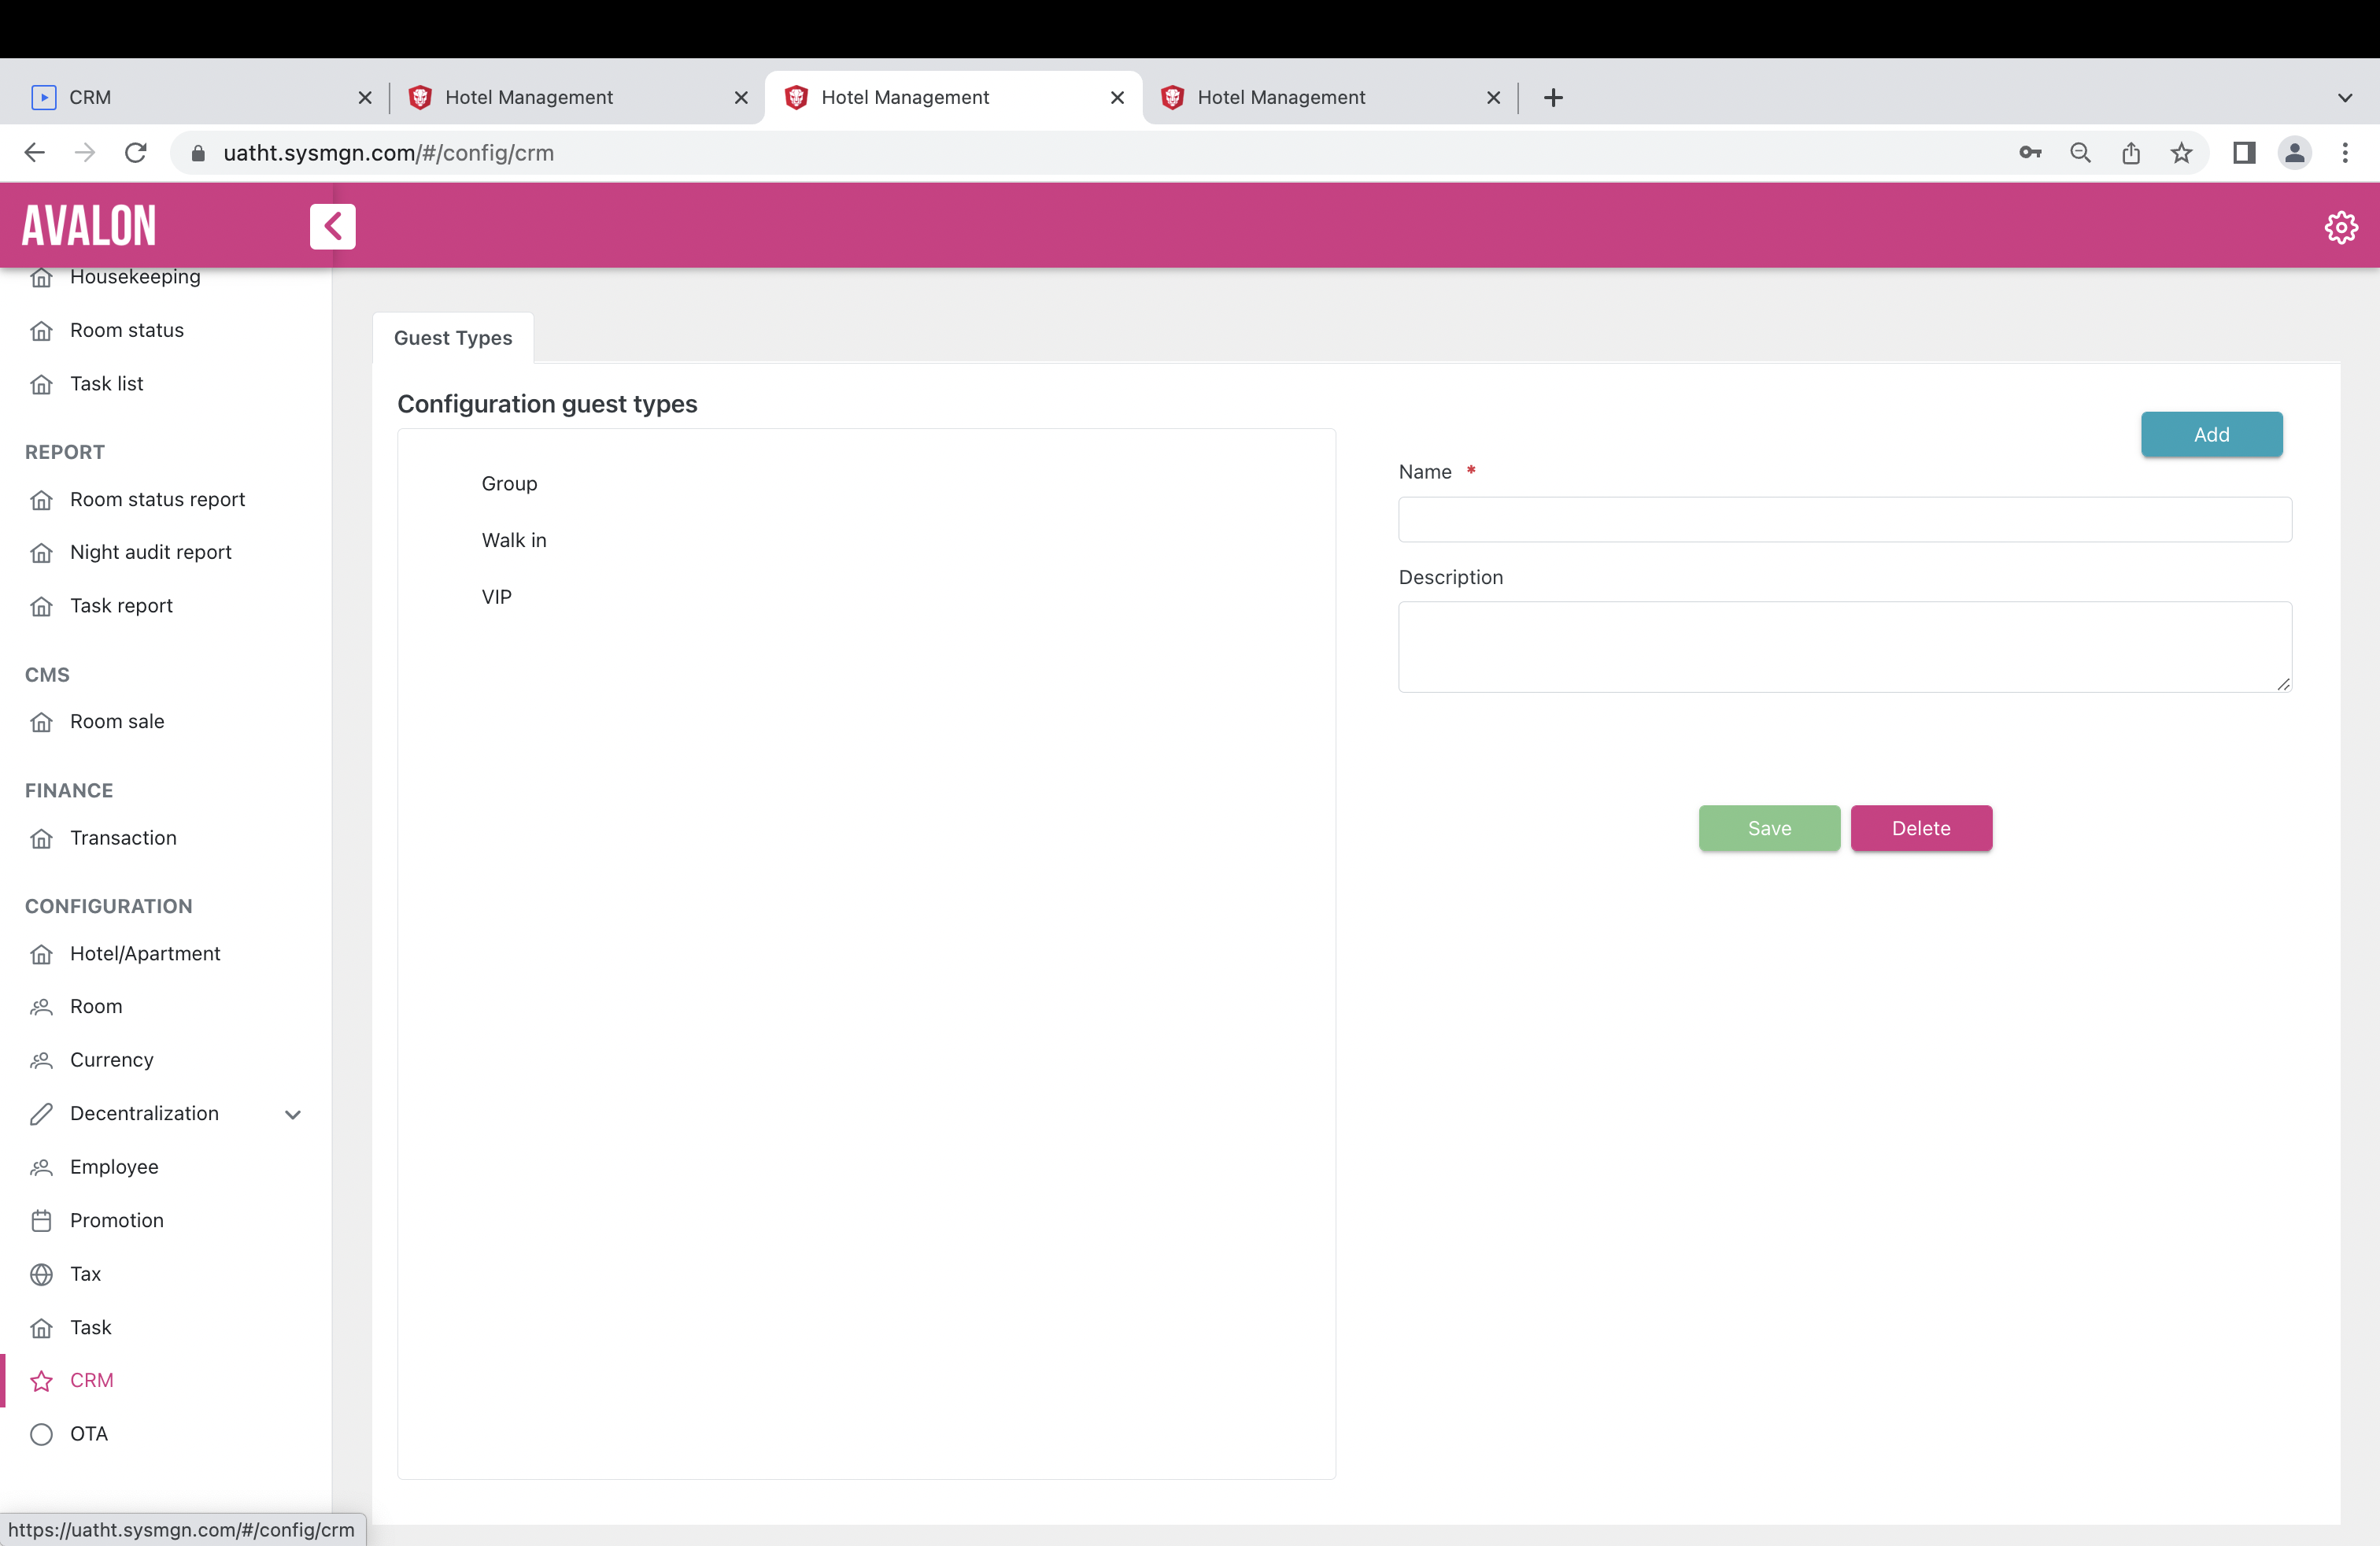 CRM
Hotel Management
Hotel Management
Hotel Management
uatht.sysmgn.com/#/config/crm
AVALON
Housekeeping
Room status
Task list
REPORT
Room status report
Night audit report
Task report
CMS
Room sale
FINANCE
Transaction
CONFIGURATION
Hotel/Apartment
Room
Currency
Decentralization
Employee
Promotion
Tax
Task
CRM
OTA
https://uatht.sysmgn.com/#/config/crm
Guest Types
Configuration guest types
Group
Walk in
VIP
Add
Name *
Description
Save Delete